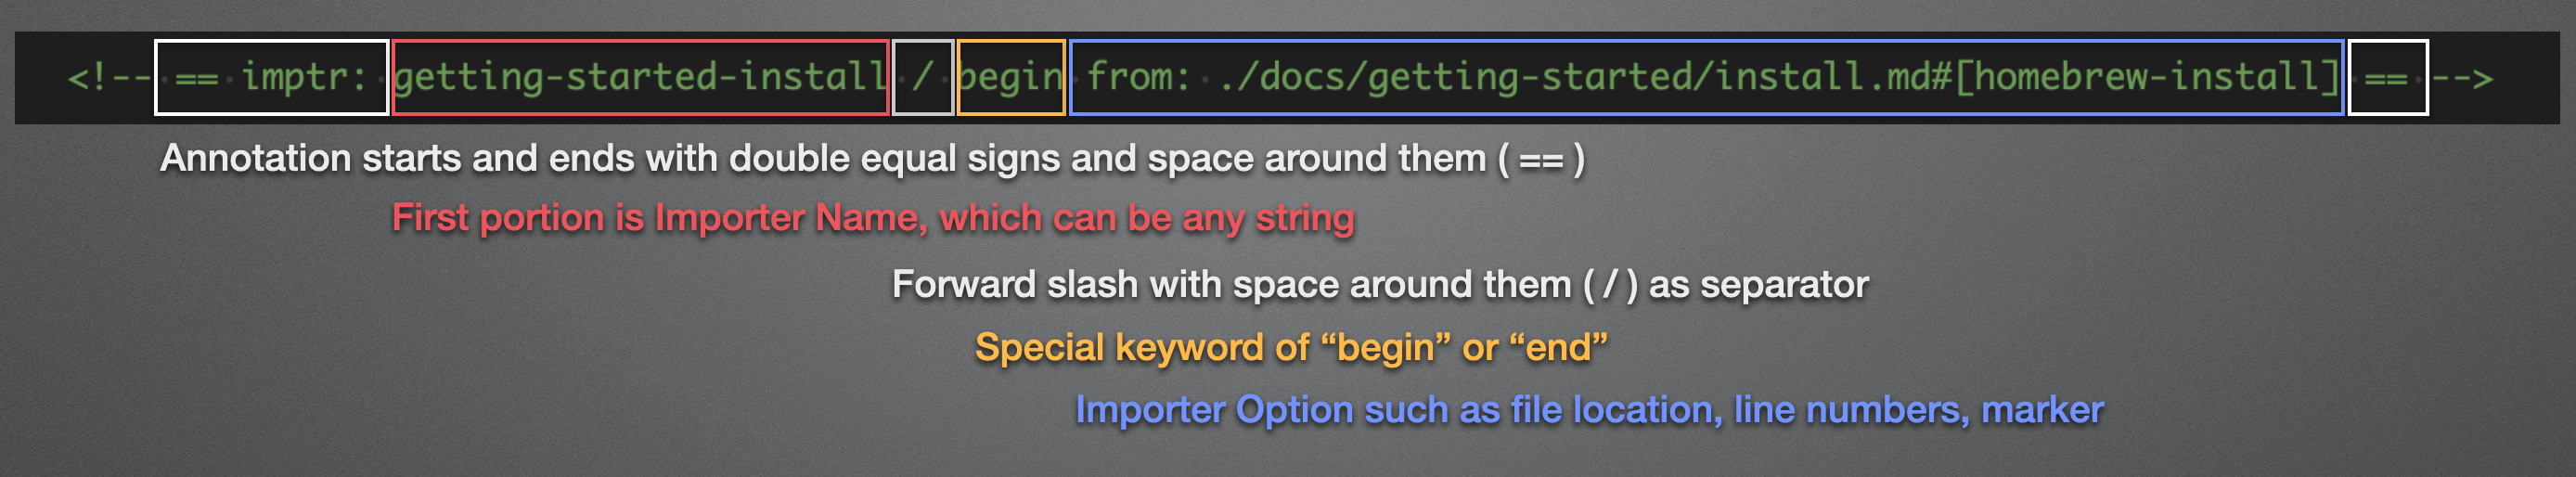 <!-- == imptr: getting-started-install / begin from: ./docs/getting-started/install.md#[homebrew-install] == -->
Annotation starts and ends with double equal signs and space around them ( == )
First portion is Importer Name, which can be any string
Forward slash with space around them ( / ) as separator
Special keyword of “begin” or “end”
Importer Option such as file location, line numbers, marker